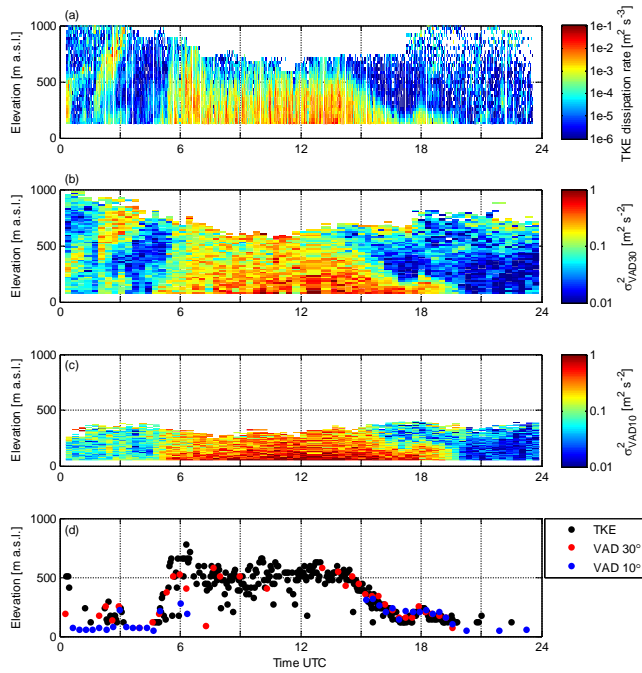 (a)
1000
500
0
Elevation [m a.s.l.]
0 6 12 18 24
1e-1
1e-2
1e-3
1e-4
1e-5
1e-6
TKE dissipation rate [m² s⁻³]
(b)
1000
500
0
Elevation [m a.s.l.]
0 6 12 18 24
1
0.1
0.01
σ²VAD30 [m² s⁻²]
(c)
1000
500
0
Elevation [m a.s.l.]
0 6 12 18 24
1
0.1
0.01
σ²VAD10 [m² s⁻²]
(d)
1000
500
0
Elevation [m a.s.l.]
0 6 12 18 24
Time UTC
TKE
VAD 30°
VAD 10°